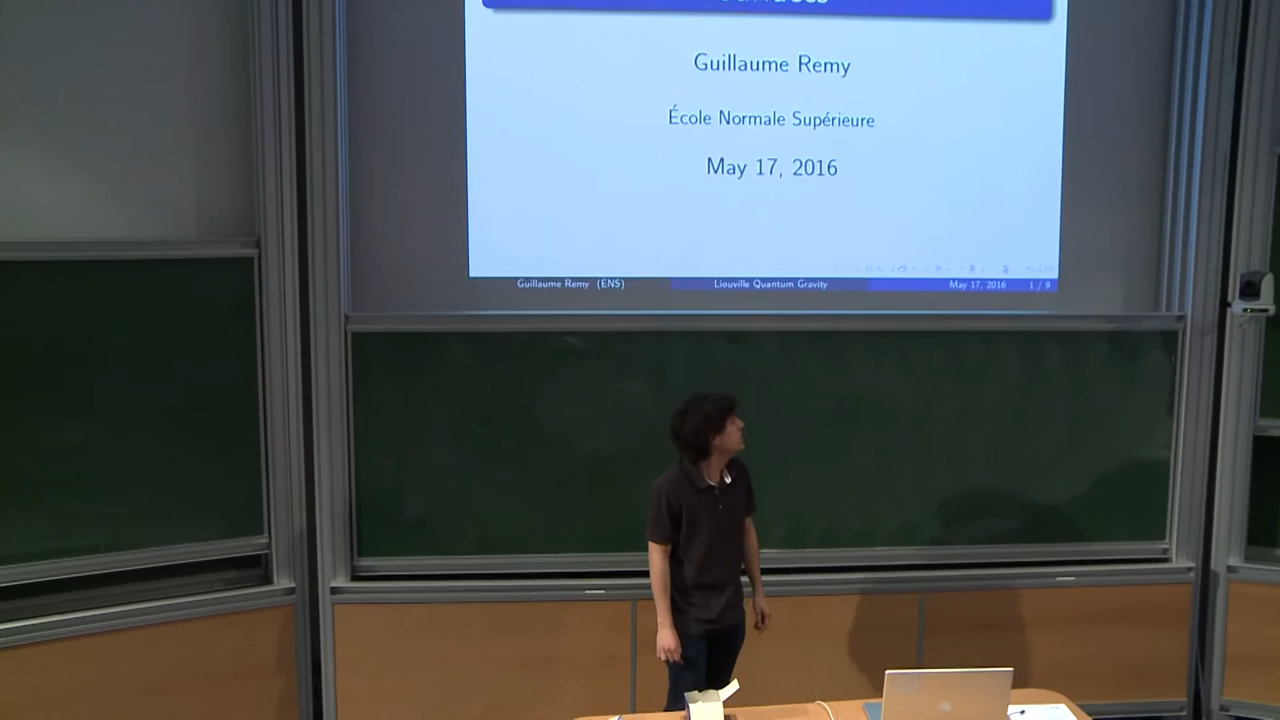 Guillaume Remy
École Normale Supérieure
May 17, 2016
Guillaume Remy (ENS) Liouville Quantum Gravity May 17, 2016 1 / 9